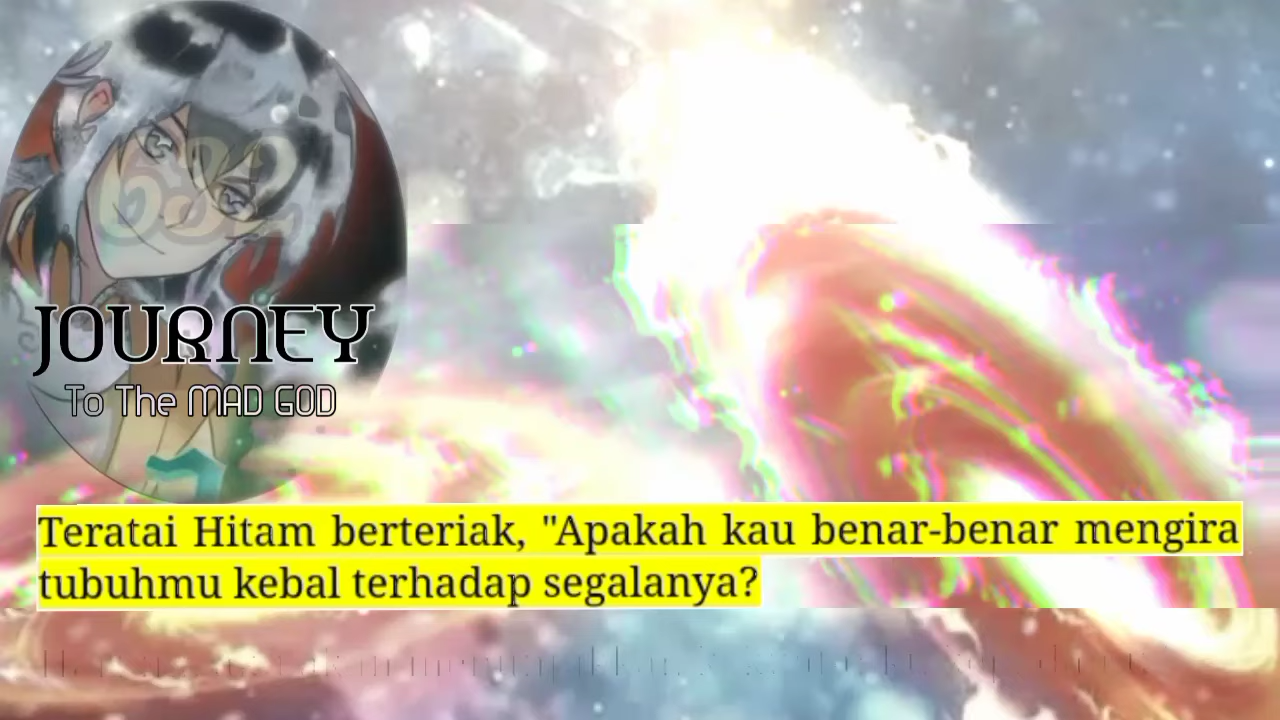 JOURNEY
To The MAD GOD
Teratai Hitam berteriak, "Apakah kau benar-benar mengira
tubuhmu kebal terhadap segalanya?